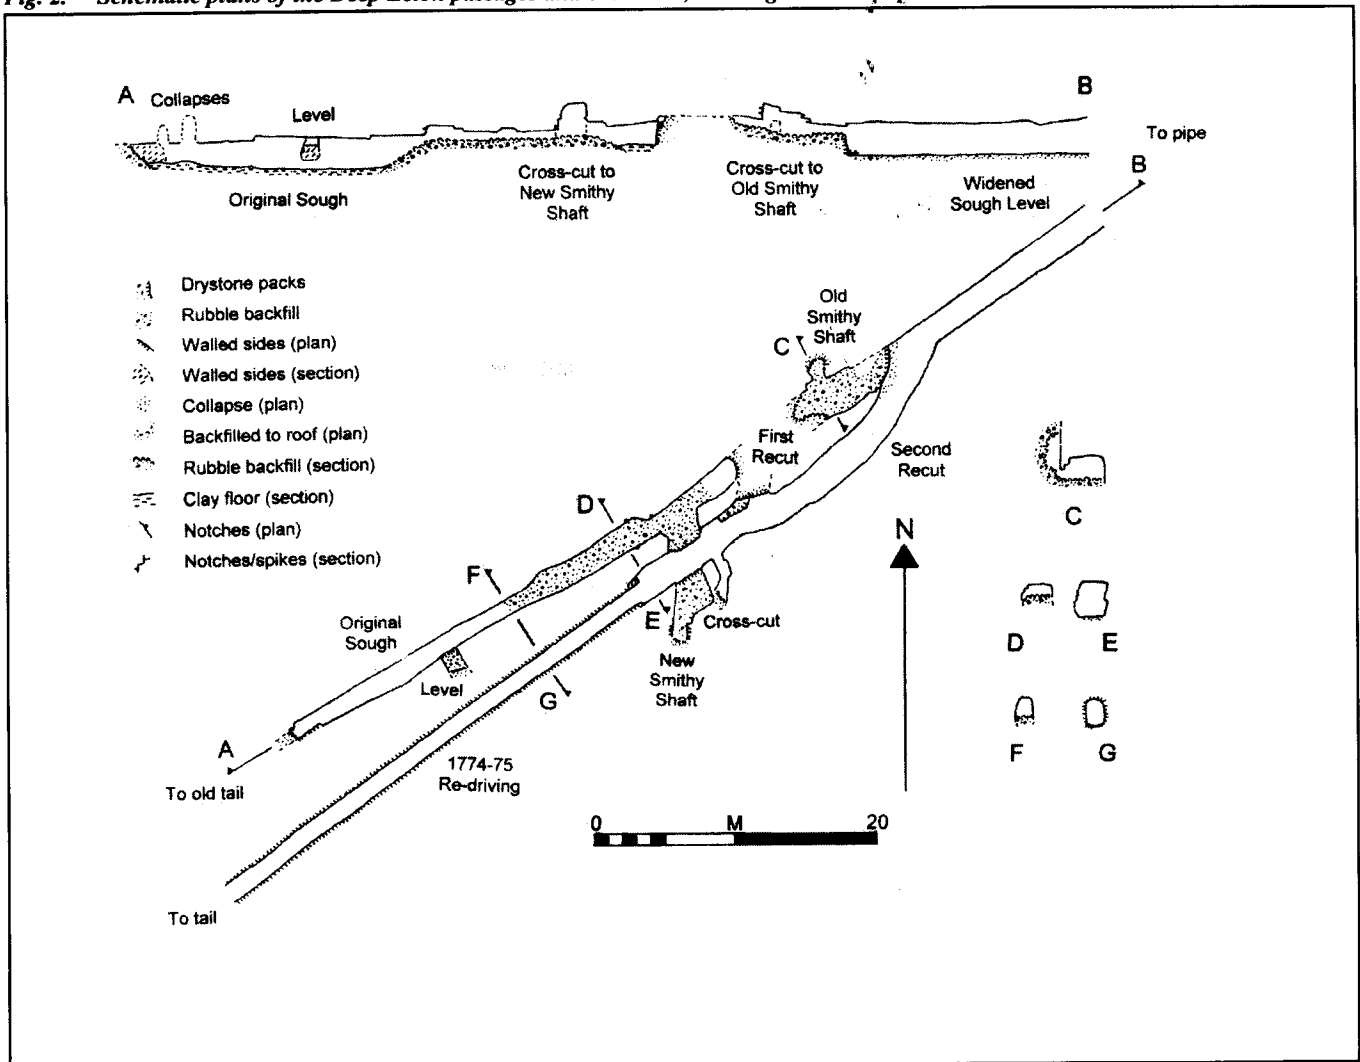 Fig. 2.
A
Collapses
Level
B
To pipe
B
Original Sough
Cross-cut to
New Smithy
Shaft
Cross-cut to
Old Smithy
Shaft
Widened
Sough Level
Drystone packs
Rubble backfill
Walled sides (plan)
Walled sides (section)
Collapse (plan)
Backfilled to roof (plan)
Rubble backfill (section)
Clay floor (section)
Notches (plan)
Notches/spikes (section)
Old
Smithy
Shaft
C
First
Recut
Second
Recut
C
D
N
F
E
Cross-cut
Original
Sough
New
Smithy
Shaft
Level
G
D
E
F
G
A
To old tail
1774-75
Re-driving
0 M 20
To tail